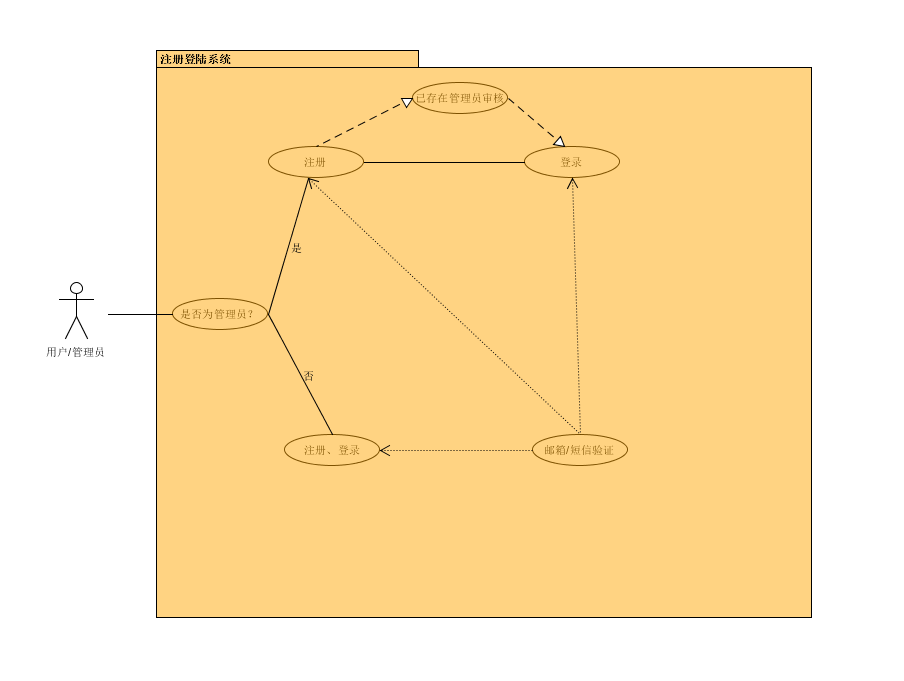 注册登陆系统
已存在管理员审核
注册
登录
是
是否为管理员？
用户/管理员
否
注册、登录
邮箱/短信验证